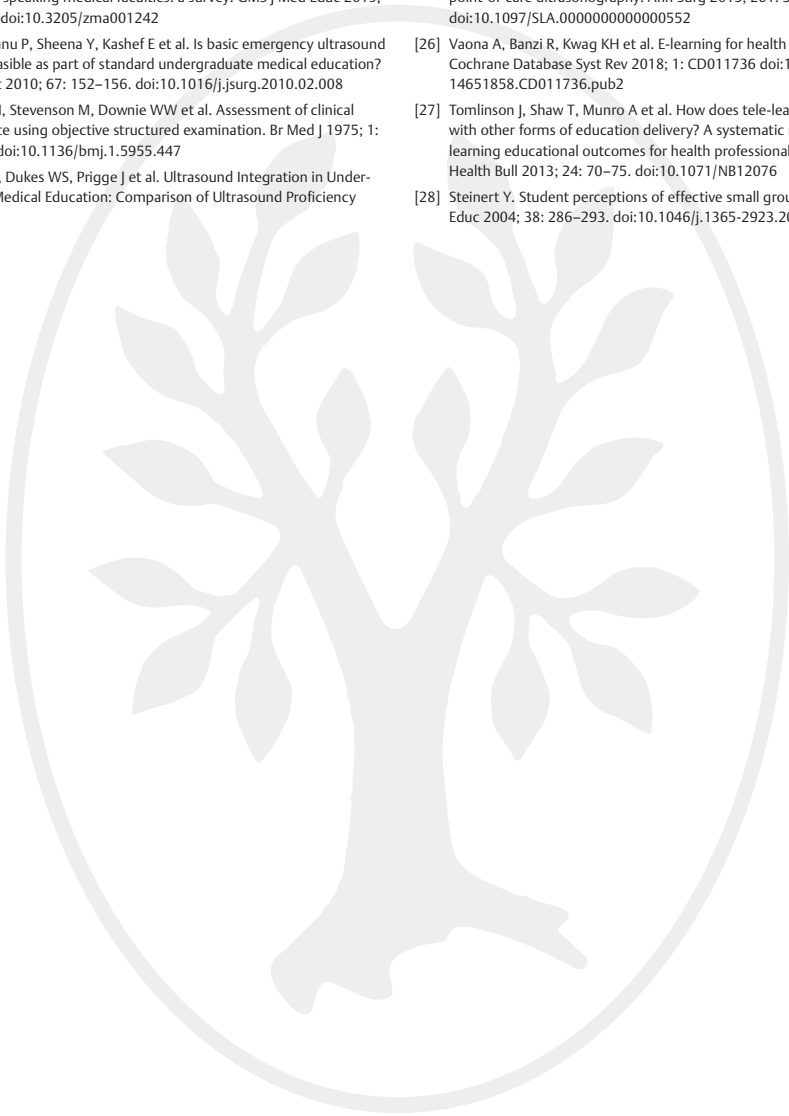 speaking medical faculties: a survey. GMS J Med Educ 2019;
doi:10.3205/zma001242
nu P, Sheena Y, Kashef E et al. Is basic emergency ultrasound
asible as part of standard undergraduate medical education?
2010; 67: 152–156. doi:10.1016/j.jsurg.2010.02.008
, Stevenson M, Downie WW et al. Assessment of clinical
ce using objective structured examination. Br Med J 1975; 1:
doi:10.1136/bmj.1.5955.447
, Dukes WS, Prigge J et al. Ultrasound Integration in Under-
Medical Education: Comparison of Ultrasound Proficiency
point-of-care ultrasonography. Ann Surg 2015; 261:
doi:10.1097/SLA.0000000000000552
[26] Vaona A, Banzi R, Kwag KH et al. E-learning for health
Cochrane Database Syst Rev 2018; 1: CD011736 doi:1
14651858.CD011736.pub2
[27] Tomlinson J, Shaw T, Munro A et al. How does tele-lea
with other forms of education delivery? A systematic
learning educational outcomes for health professional
Health Bull 2013; 24: 70–75. doi:10.1071/NB12076
[28] Steinert Y. Student perceptions of effective small grou
Educ 2004; 38: 286–293. doi:10.1046/j.1365-2923.20